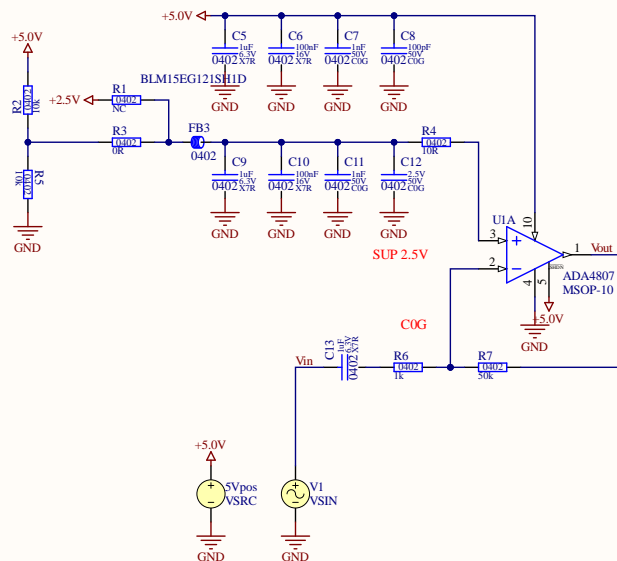 +5.0V
+5.0V
C5
1uF
6.3V
0402 X7R
GND
C6
100nF
16V
0402 X7R
GND
C7
1nF
50V
0402 C0G
GND
C8
100pF
50V
0402 C0G
GND
BLM15EG121SH1D
R2
0402
10k
+2.5V
R1
0402
NC
R3
0402
0R
FB3
0402
R5
0402
10k
GND
C9
1uF
6.3V
0402 X7R
GND
C10
100nF
16V
0402 X7R
GND
C11
1nF
50V
0402 C0G
GND
C12
2.5V
50V
0402 C0G
GND
R4
0402
10R
SUP 2.5V
U1A
10
3
2
1
4
5
Vout
ADA4807
MSOP-10
+5.0V
GND
C0G
C13
1uF
6.3V
0402 X7R
Vin
R6
0402
1k
R7
0402
50k
+5.0V
5Vpos
VSRC
GND
V1
VSIN
GND